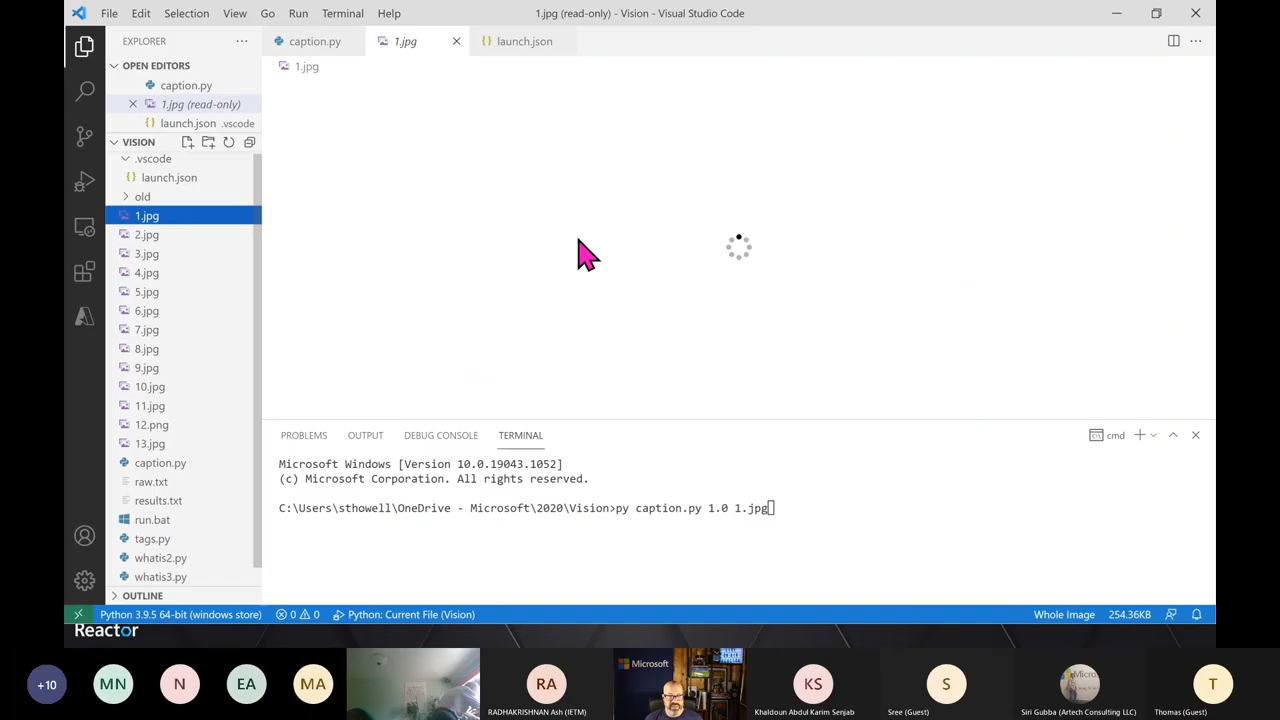 File Edit Selection View Go Run Terminal Help
1.jpg (read-only) - Vision - Visual Studio Code
EXPLORER
caption.py
1.jpg
launch.json
OPEN EDITORS
caption.py
1.jpg (read-only)
launch.json .vscode
1.jpg
VISION
.vscode
launch.json
old
1.jpg
2.jpg
3.jpg
4.jpg
5.jpg
6.jpg
7.jpg
8.jpg
9.jpg
10.jpg
11.jpg
12.png
13.jpg
caption.py
raw.txt
results.txt
run.bat
tags.py
whatis2.py
whatis3.py
OUTLINE
PROBLEMS OUTPUT DEBUG CONSOLE TERMINAL
cmd
Microsoft Windows [Version 10.0.19043.1052]
(c) Microsoft Corporation. All rights reserved.
C:\Users\sthowell\OneDrive - Microsoft\2020\Vision>py caption.py 1.0 1.jpg
Python 3.9.5 64-bit (windows store) 0 0 Python: Current File (Vision) Whole Image 254.36KB
Reactor
+10 MN N EA MA RA Microsoft KS S Micros T
RADHAKRISHNAN Ash (IETM) Khaldoun Abdul Karim Senjab Sree (Guest) Siri Gubba (Artech Consulting LLC) Thomas (Guest)